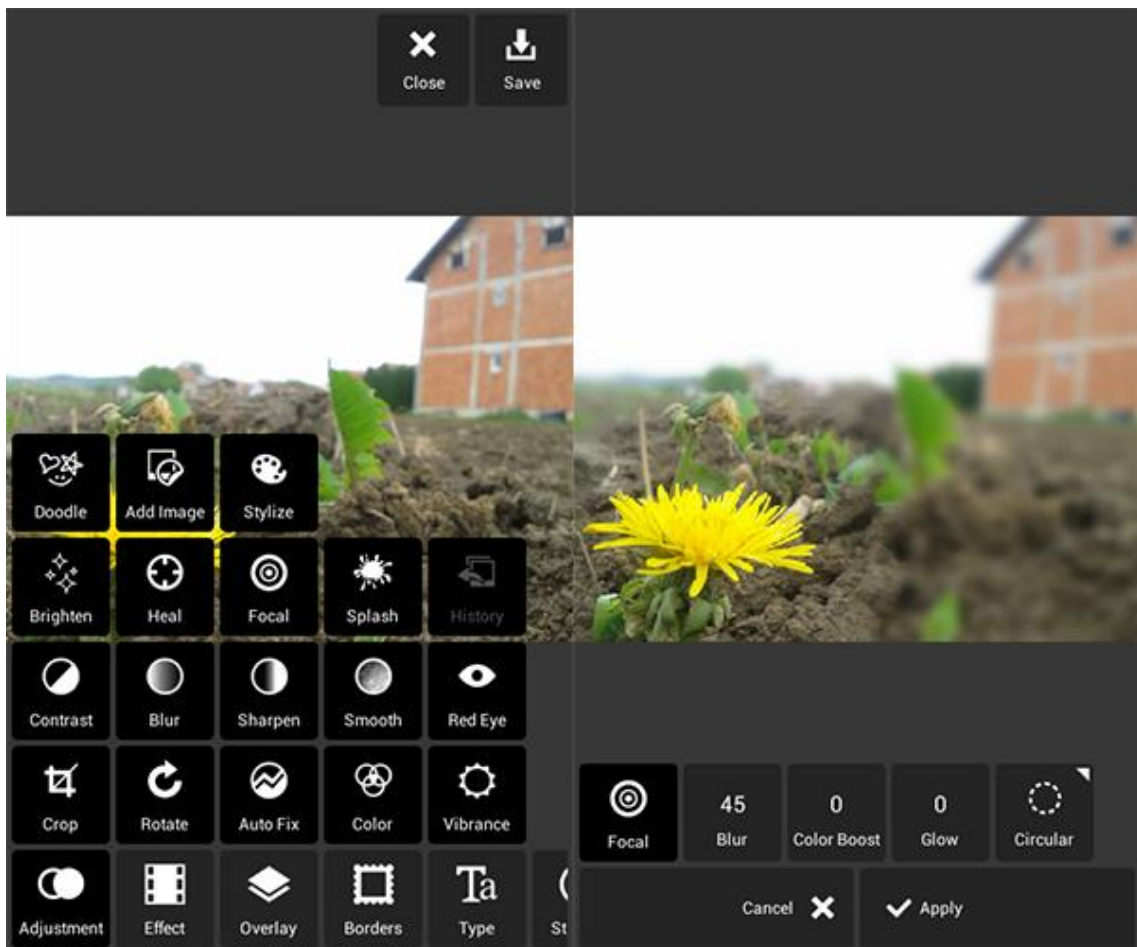 Close
Save
Doodle
Add Image
Stylize
Brighten
Heal
Focal
Splash
History
Contrast
Blur
Sharpen
Smooth
Red Eye
Crop
Rotate
Auto Fix
Color
Vibrance
Adjustment
Effect
Overlay
Borders
Ta
Type
St
Focal
45
Blur
0
Color Boost
0
Glow
Circular
Cancel
Apply